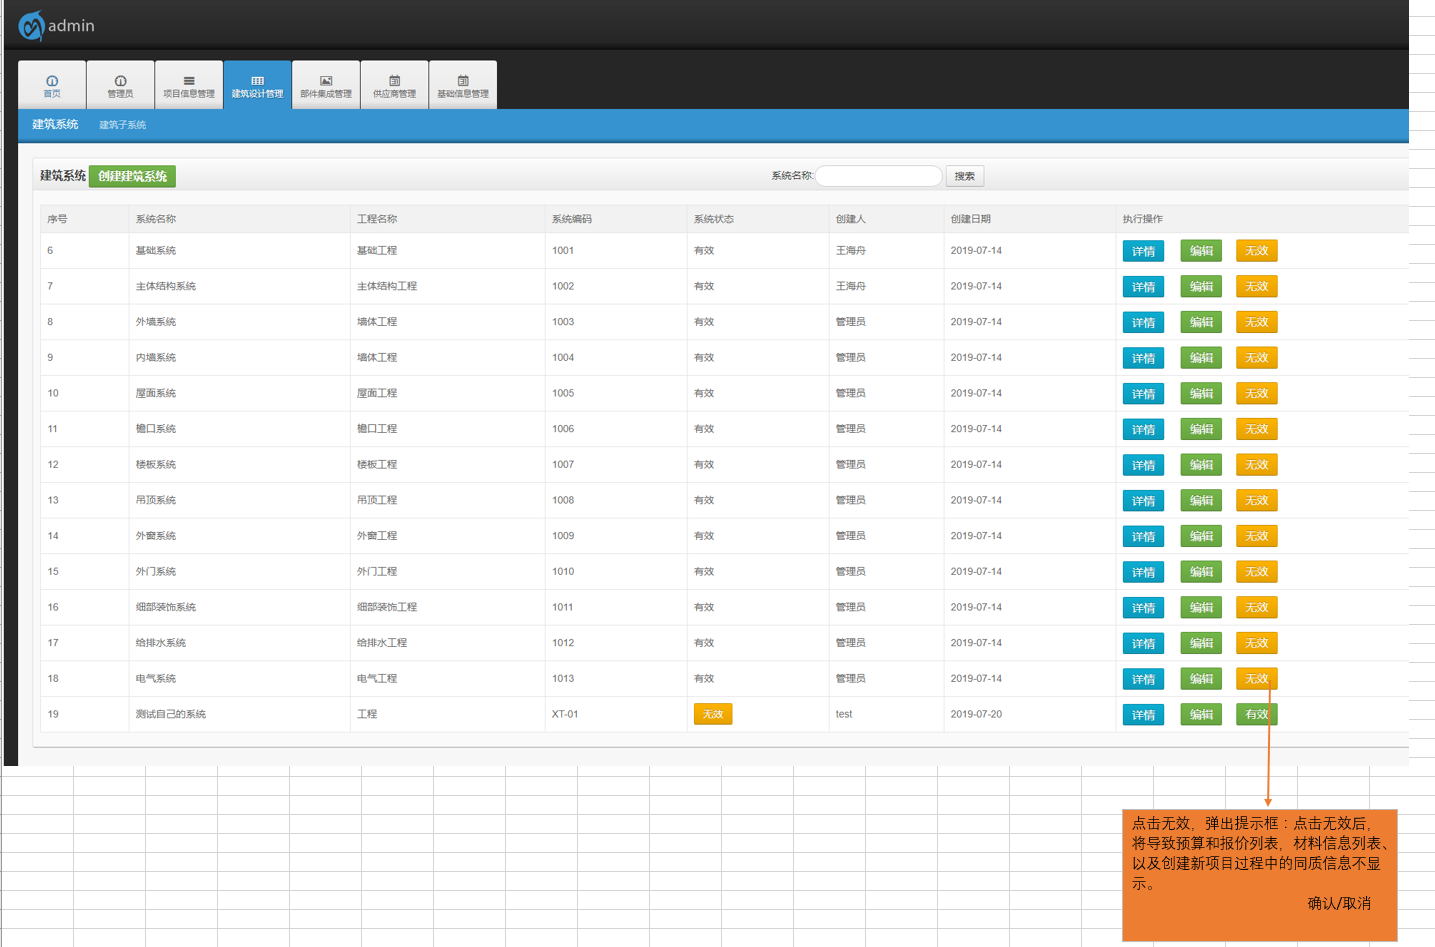 admin
首页 管理员 项目信息管理 建筑设计管理 部件集成管理 供应商管理 基础信息管理
建筑系统 建筑子系统
建筑系统 创建建筑系统 系统名称: 搜索
序号 系统名称 工程名称 系统编码 系统状态 创建人 创建日期 执行操作
6 基础系统 基础工程 1001 有效 王海舟 2019-07-14 详情 编辑 无效
7 主体结构系统 主体结构工程 1002 有效 王海舟 2019-07-14 详情 编辑 无效
8 外墙系统 墙体工程 1003 有效 管理员 2019-07-14 详情 编辑 无效
9 内墙系统 墙体工程 1004 有效 管理员 2019-07-14 详情 编辑 无效
10 屋面系统 屋面工程 1005 有效 管理员 2019-07-14 详情 编辑 无效
11 檐口系统 檐口工程 1006 有效 管理员 2019-07-14 详情 编辑 无效
12 楼板系统 楼板工程 1007 有效 管理员 2019-07-14 详情 编辑 无效
13 吊顶系统 吊顶工程 1008 有效 管理员 2019-07-14 详情 编辑 无效
14 外窗系统 外窗工程 1009 有效 管理员 2019-07-14 详情 编辑 无效
15 外门系统 外门工程 1010 有效 管理员 2019-07-14 详情 编辑 无效
16 细部装饰系统 细部装饰工程 1011 有效 管理员 2019-07-14 详情 编辑 无效
17 给排水系统 给排水工程 1012 有效 管理员 2019-07-14 详情 编辑 无效
18 电气系统 电气工程 1013 有效 管理员 2019-07-14 详情 编辑 无效
19 测试自己的系统 工程 XT-01 无效 test 2019-07-20 详情 编辑 有效
点击无效，弹出提示框：点击无效后，
将导致预算和报价列表，材料信息列表、
以及创建新项目过程中的同质信息不显
示。
确认/取消